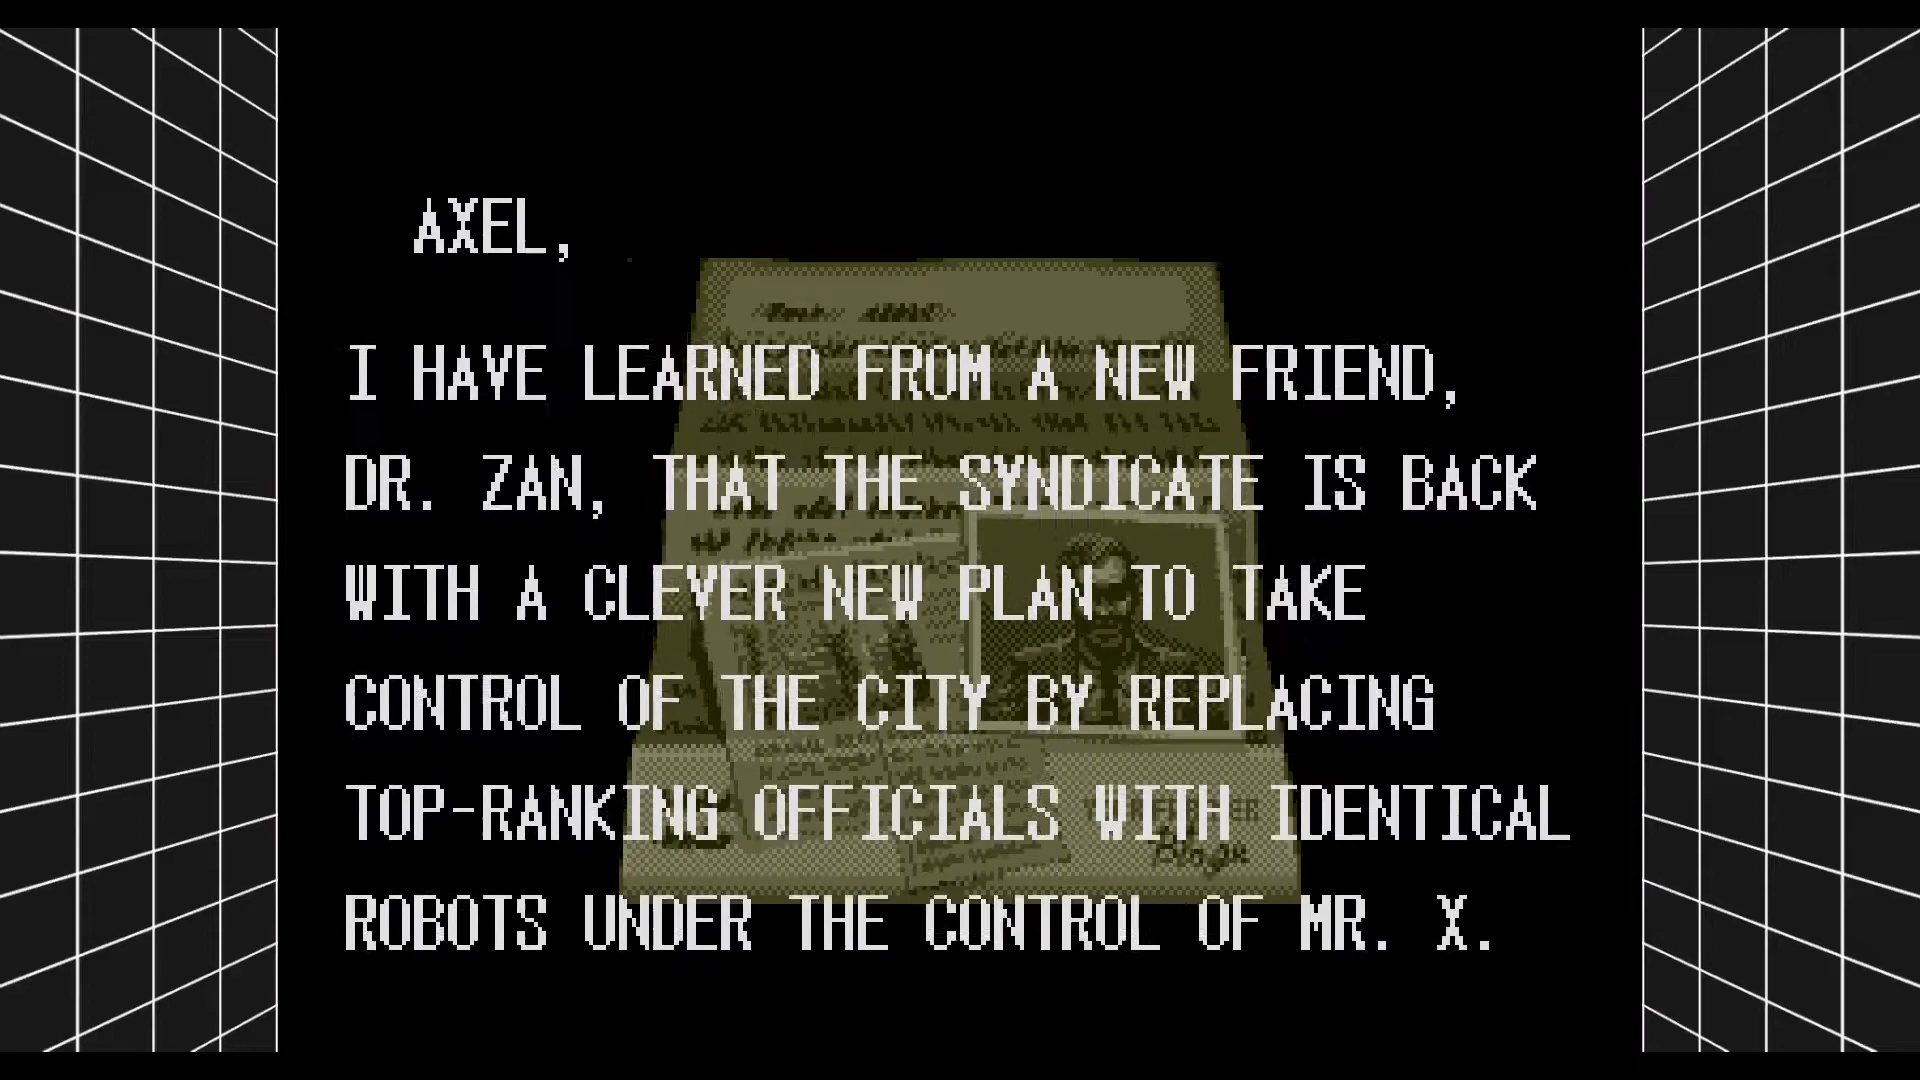 AXEL,
I HAVE LEARNED FROM A NEW FRIEND,
DR. ZAN, THAT THE SYNDICATE IS BACK
WITH A CLEVER NEW PLAN TO TAKE
CONTROL OF THE CITY BY REPLACING
TOP-RANKING OFFICIALS WITH IDENTICAL
ROBOTS UNDER THE CONTROL OF MR. X.